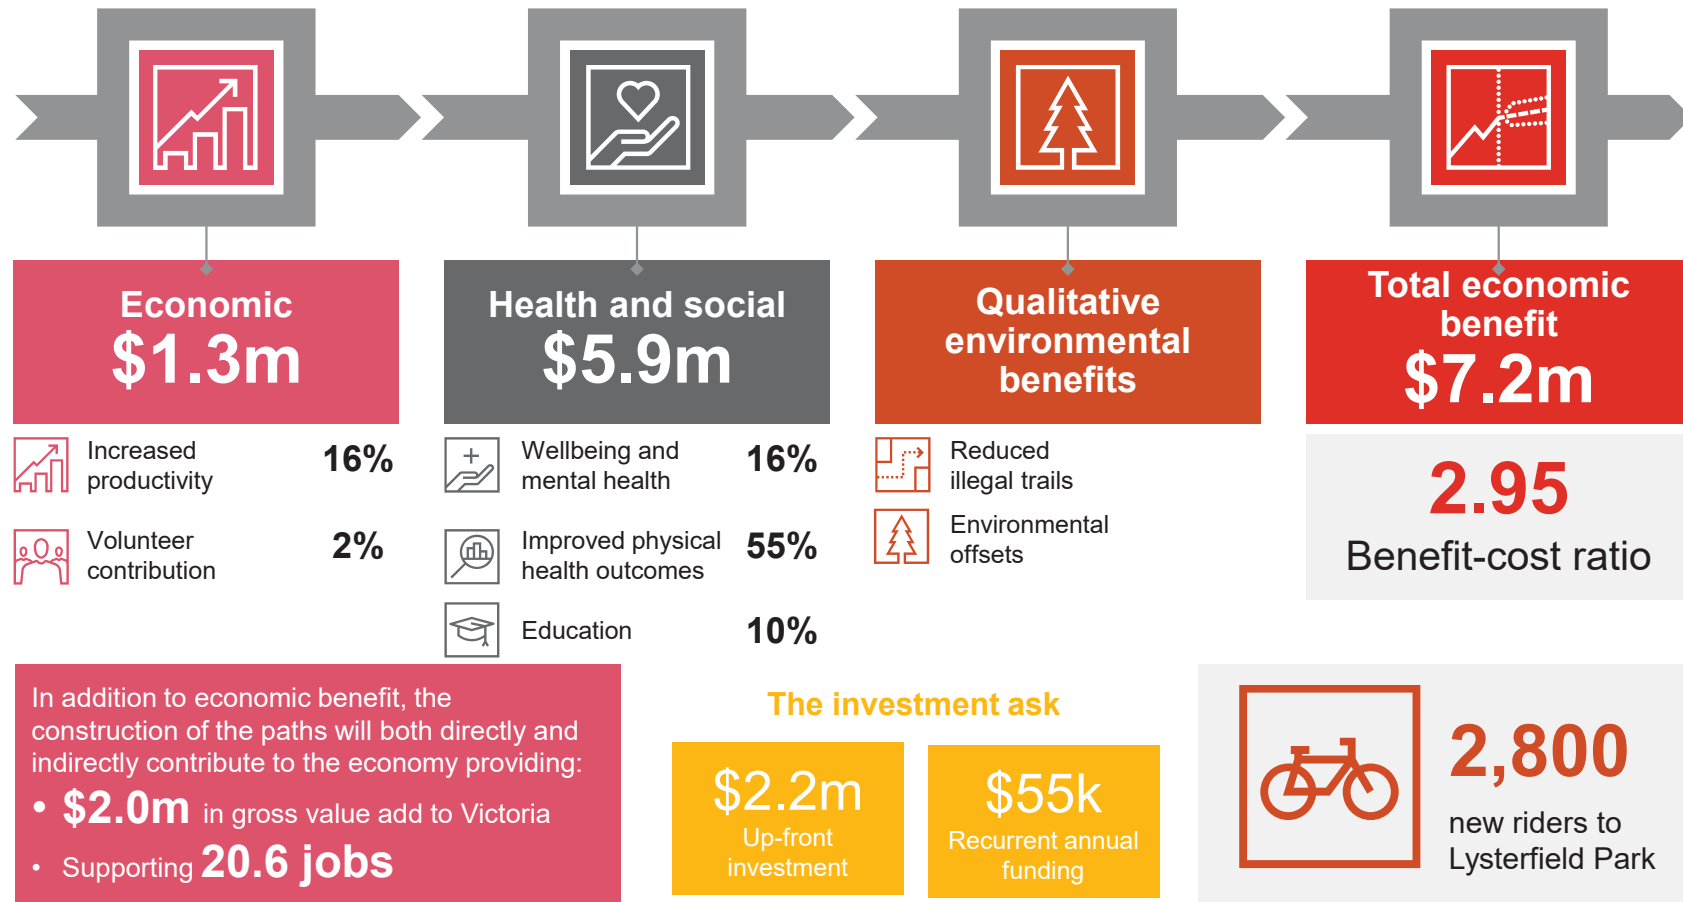 Economic
$1.3m
Increased
productivity
16%
Volunteer
contribution
2%
Health and social
$5.9m
Wellbeing and
mental health
16%
Improved physical
health outcomes
55%
Education
10%
Qualitative
environmental
benefits
Reduced
illegal trails
Environmental
offsets
Total economic
benefit
$7.2m
2.95
Benefit-cost ratio
In addition to economic benefit, the
construction of the paths will both directly and
indirectly contribute to the economy providing:
• $2.0m in gross value add to Victoria
• Supporting 20.6 jobs
The investment ask
$2.2m
Up-front
investment
$55k
Recurrent annual
funding
2,800
new riders to
Lysterfield Park